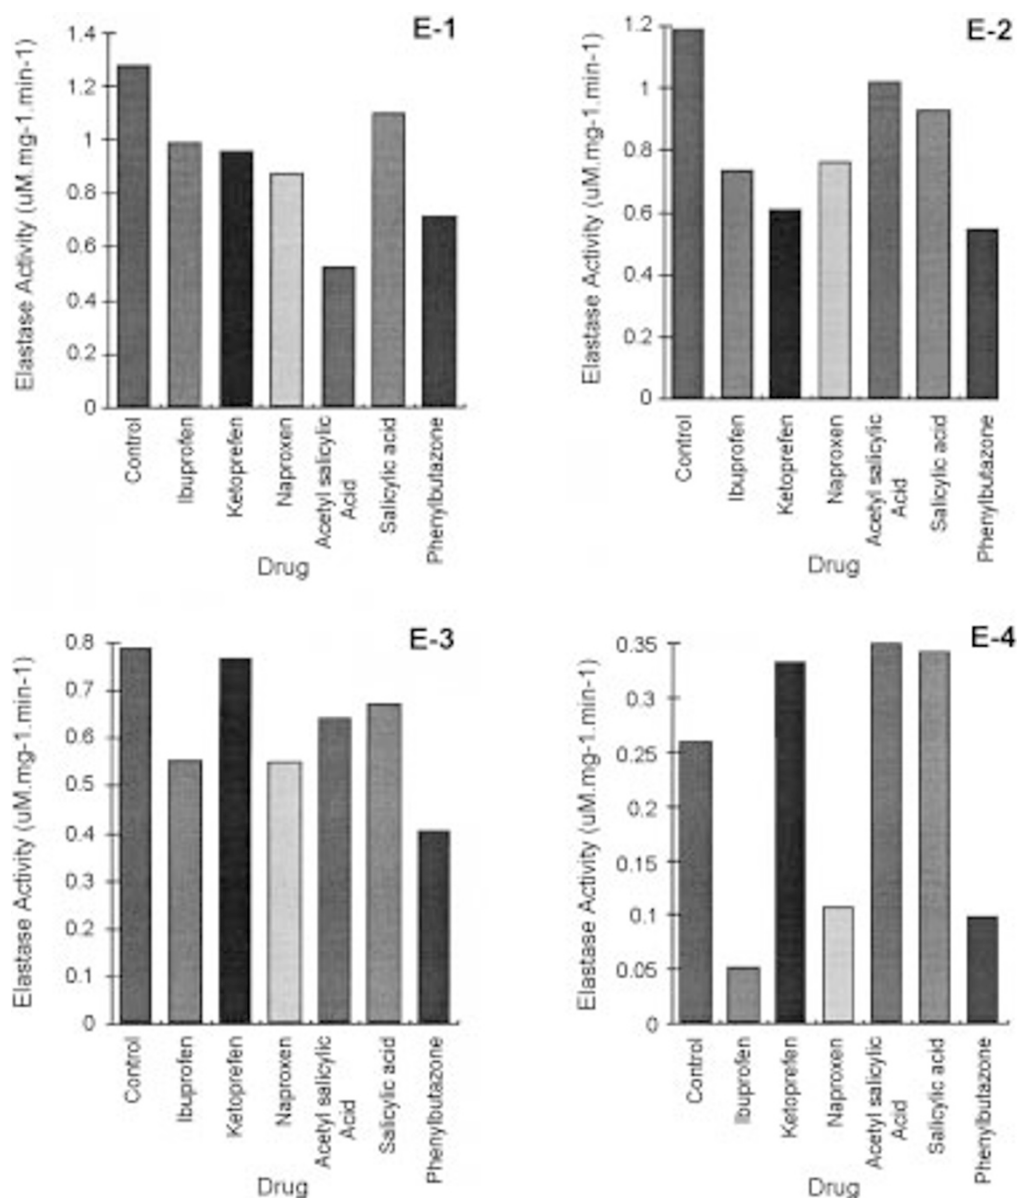 E-1
Elastase Activity (uM.mg-1.min-1)
1.4
1.2
1
0.8
0.6
0.4
0.2
0
Control
Ibuprofen
Ketoprefen
Naproxen
Acetyl salicylic
Acid
Salicylic acid
Phenylbutazone
Drug
E-2
Elastase Activity (uM.mg-1.min-1)
1.2
1
0.8
0.6
0.4
0.2
0
Control
Ibuprofen
Ketoprefen
Naproxen
Acetyl salicylic
Acid
Salicylic acid
Phenylbutazone
Drug
E-3
Elastase Activity (uM.mg-1.min-1)
0.8
0.7
0.6
0.5
0.4
0.3
0.2
0.1
0
Control
Ibuprofen
Ketoprefen
Naproxen
Acetyl salicylic
Acid
Salicylic acid
Phenylbutazone
Drug
E-4
Elastase Activity (uM.mg-1.min-1)
0.35
0.3
0.25
0.2
0.15
0.1
0.05
0
Control
Ibuprofen
Ketoprefen
Naproxen
Acetyl salicylic
Acid
Salicylic acid
Phenylbutazone
Drug